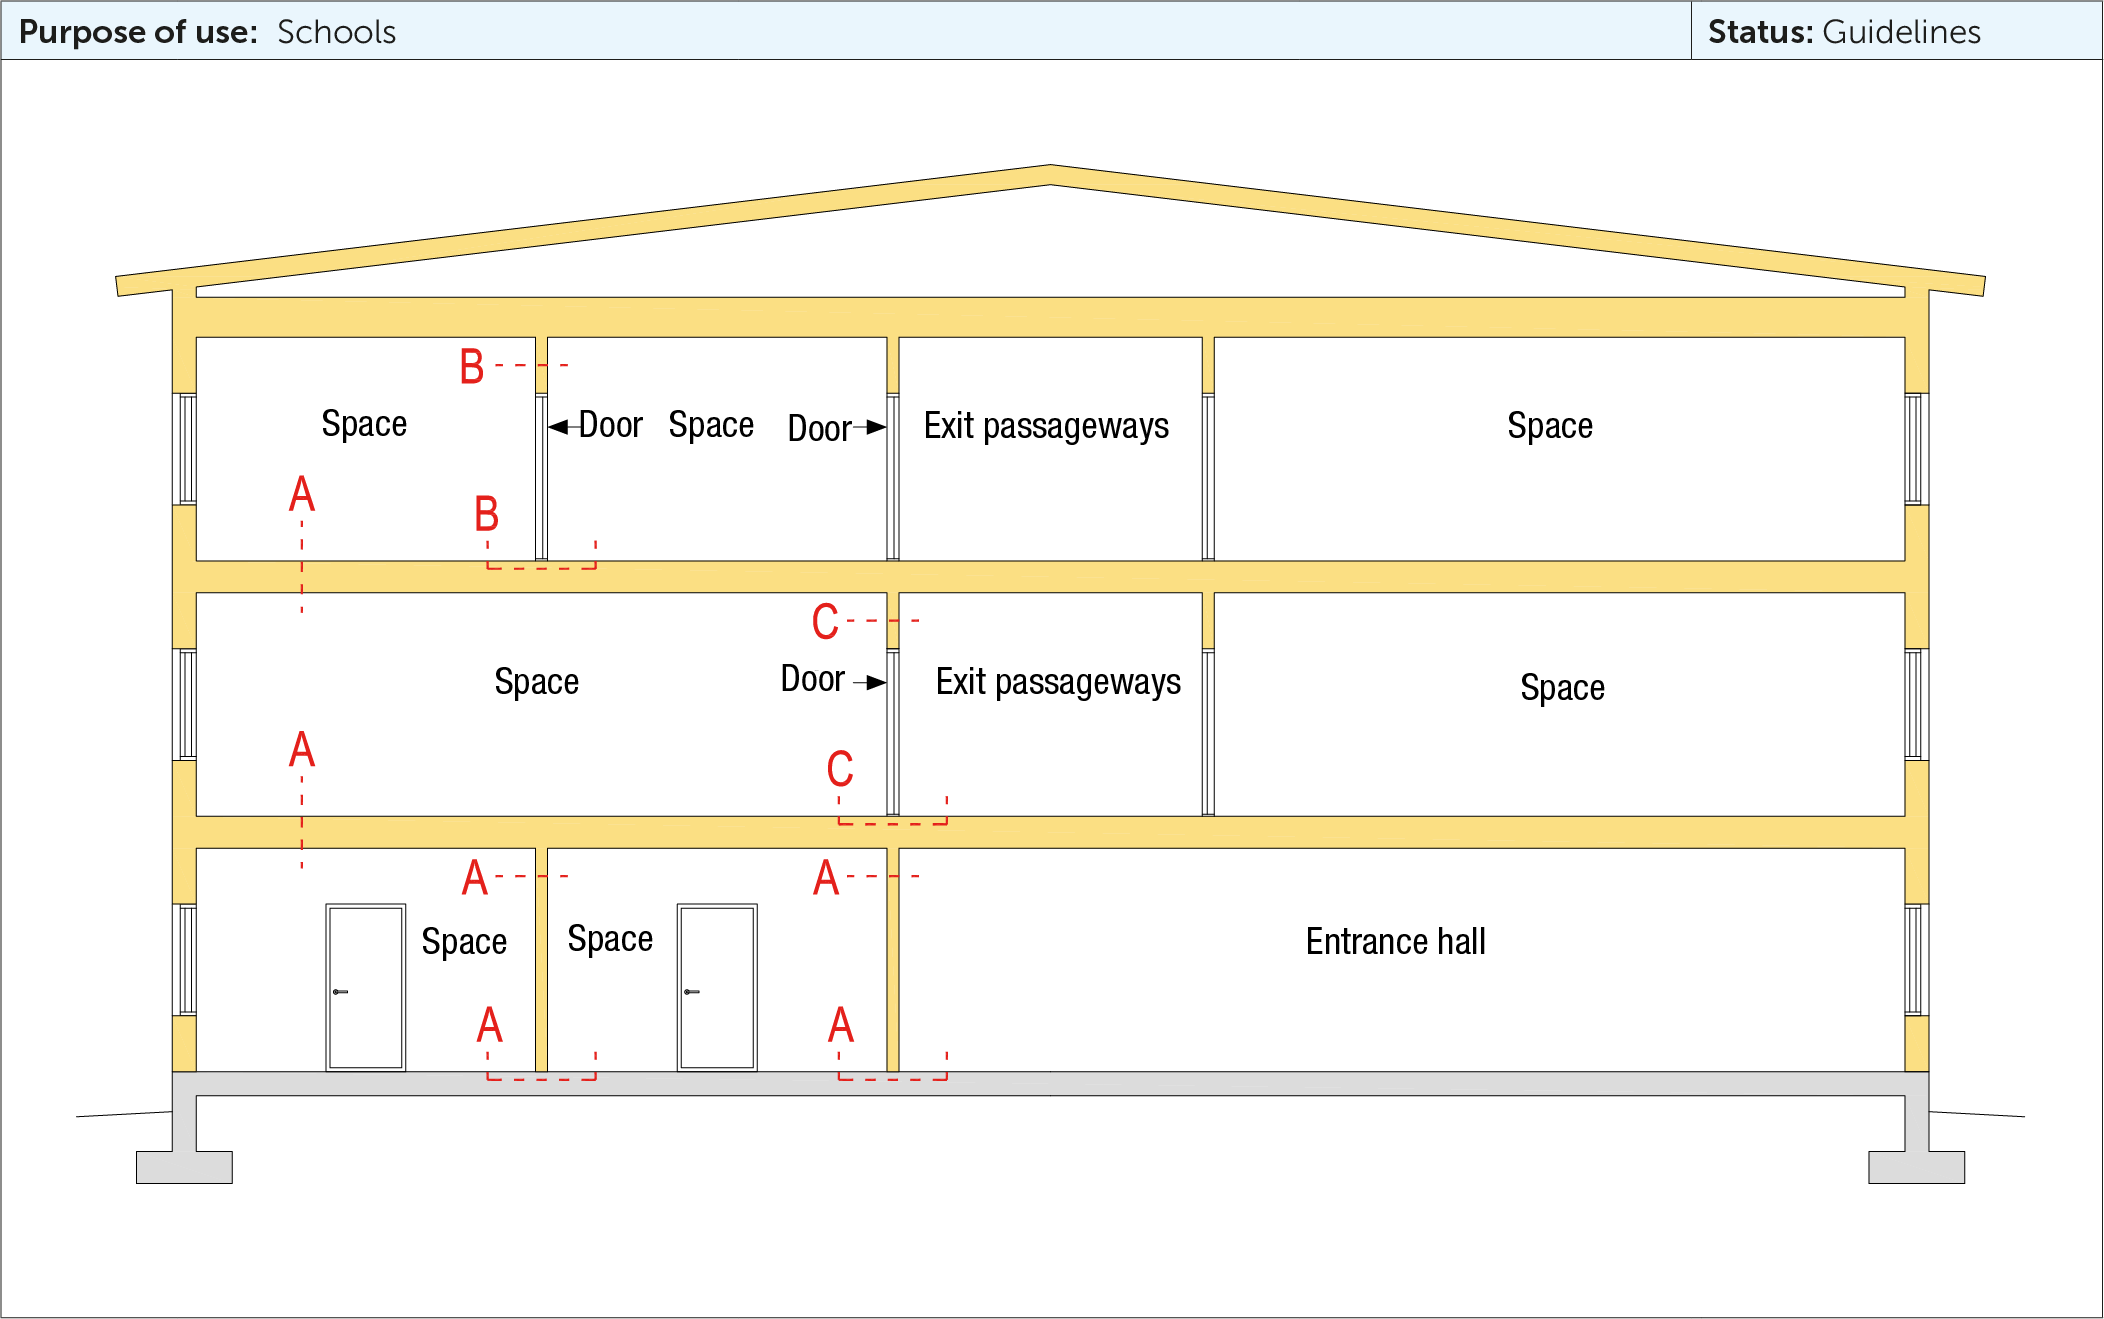 Purpose of use: Schools
Status: Guidelines
B
Space
Door
Space
Door
Exit passageways
Space
A
B
C
Space
Door
Exit passageways
Space
A
C
A
A
Space
Space
Entrance hall
A
A